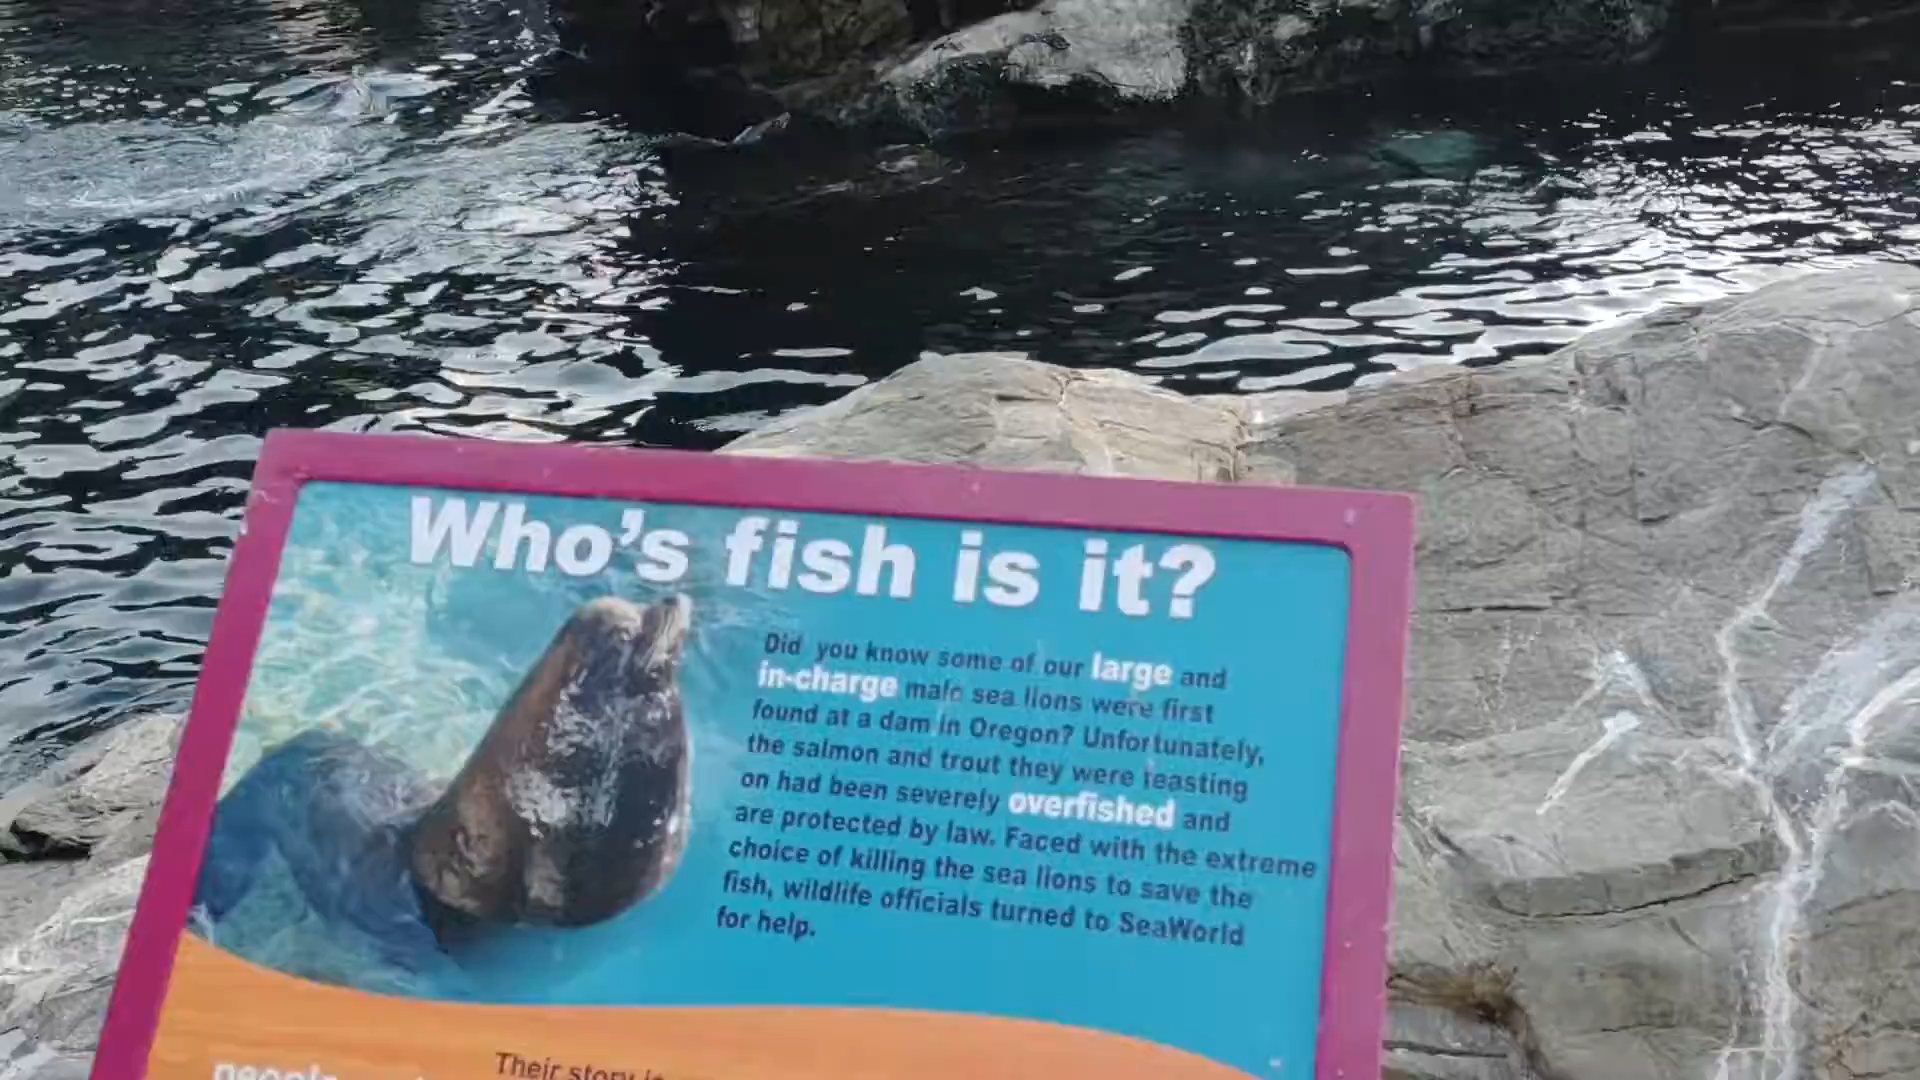 Who's fish is it?
Did you know some of our large and
in-charge male sea lions were first
found at a dam in Oregon? Unfortunately,
the salmon and trout they were feasting
on had been severely overfished and
are protected by law. Faced with the extreme
choice of killing the sea lions to save the
fish, wildlife officials turned to SeaWorld
for help.
Their story is
people